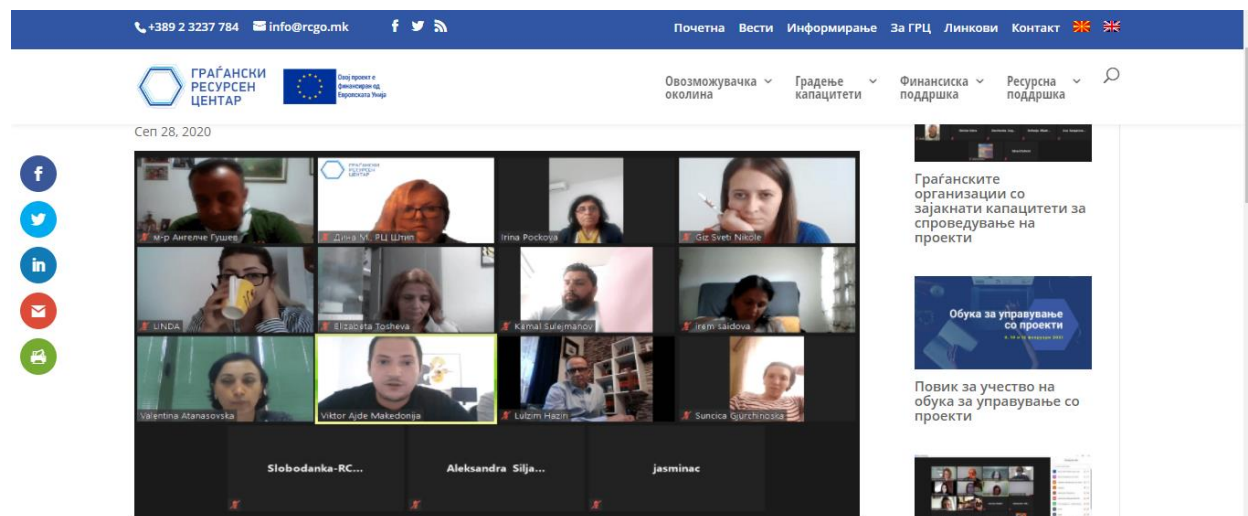 +389 2 3237 784 info@rcgo.mk
Почетна Вести Информирање За ГРЦ Линкови Контакт
ГРАЃАНСКИ
РЕСУРСЕН
ЦЕНТАР
Овој проект е
финансиран од
Европската Унија
Овозможувачка
околина
Градење
капацитети
Финансиска
поддршка
Ресурсна
поддршка
Сеп 28, 2020
ГРАЃАНСКИ
РЕСУРСЕН
ЦЕНТАР
м-р Ангелче Гушев
Дина М. РЦ Штип
Irina Pockova
Giz Sveti Nikole
LINDA
Elizabeta Tosheva
Kemal Sulejmanov
irem saidova
Valentina Atanasovska
Viktor Ajde Makedonija
Lulzim Haziri
Suncica Gjurchinoska
Slobodanka-RC...
Aleksandra Silja...
jasminac
Граѓанските
организации со
зајакнати капацитети за
спроведување на
проекти
Обука за управување
со проекти
Повик за учество на
обука за управување со
проекти